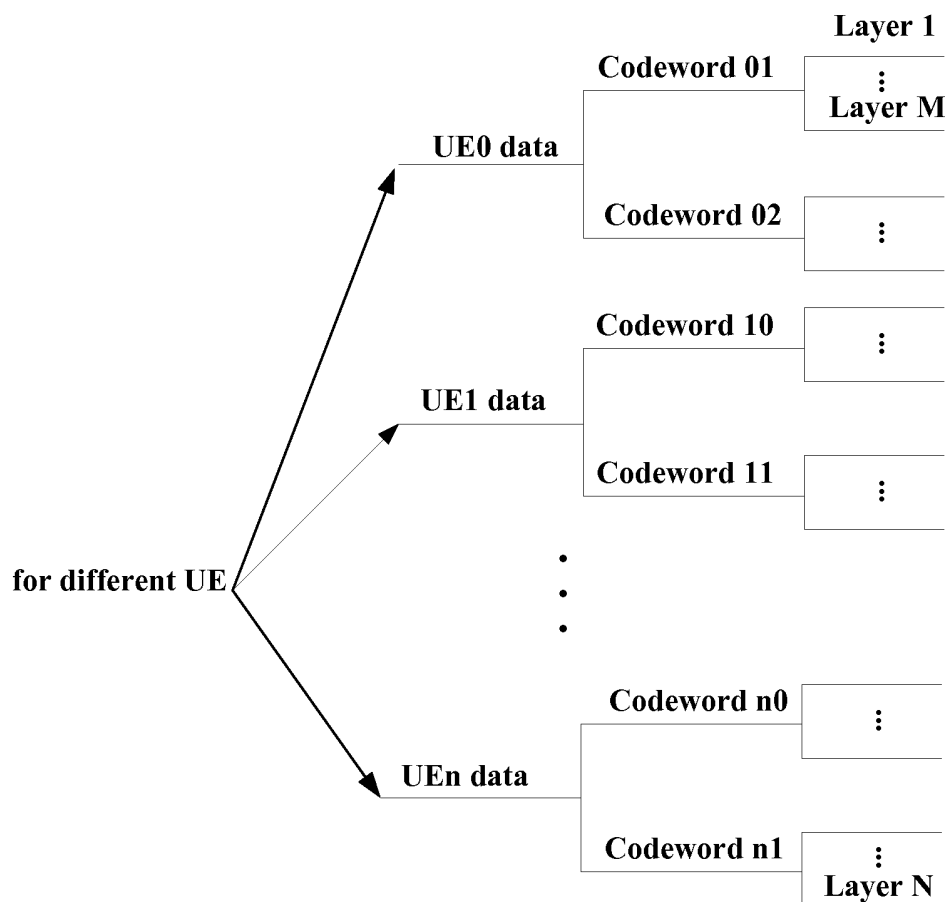 Layer 1
Codeword 01
Layer M
UE0 data
Codeword 02
Codeword 10
UE1 data
Codeword 11
for different UE
Codeword n0
UEn data
Codeword n1
Layer N